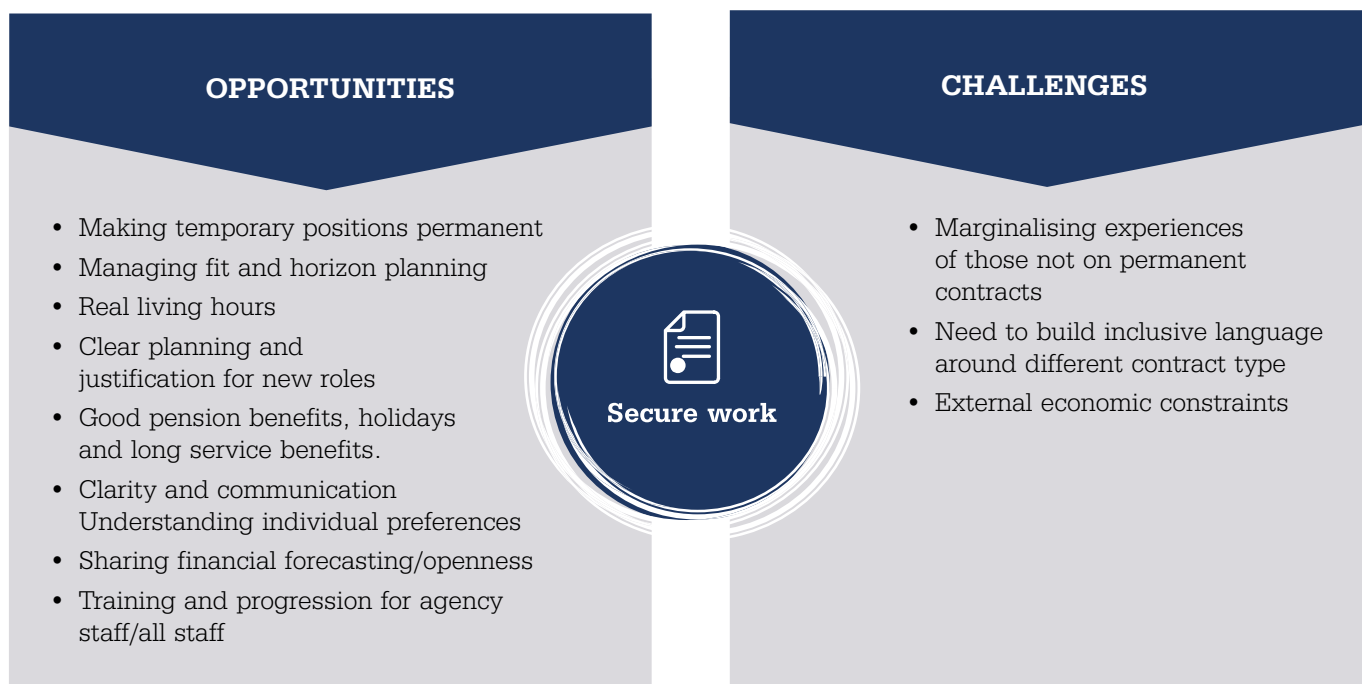 OPPORTUNITIES
• Making temporary positions permanent
• Managing fit and horizon planning
• Real living hours
• Clear planning and
justification for new roles
• Good pension benefits, holidays
and long service benefits.
• Clarity and communication
Understanding individual preferences
• Sharing financial forecasting/openness
• Training and progression for agency
staff/all staff
Secure work
CHALLENGES
• Marginalising experiences
of those not on permanent
contracts
• Need to build inclusive language
around different contract type
• External economic constraints